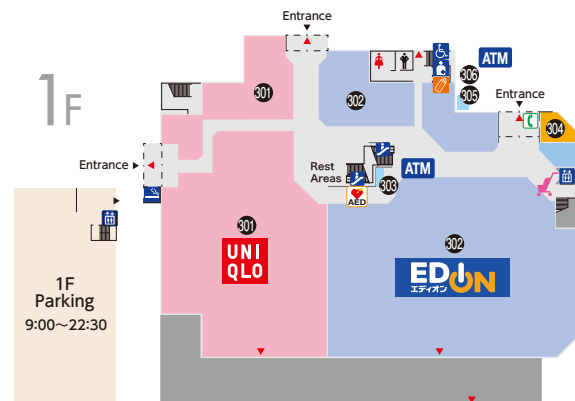 Entrance
1F
301
302
ATM
306
305
Entrance
304
Entrance
Rest
Areas
303
ATM
AED
301
UNI
QLO
302
EDION
エディオン
1F
Parking
9:00〜22:30